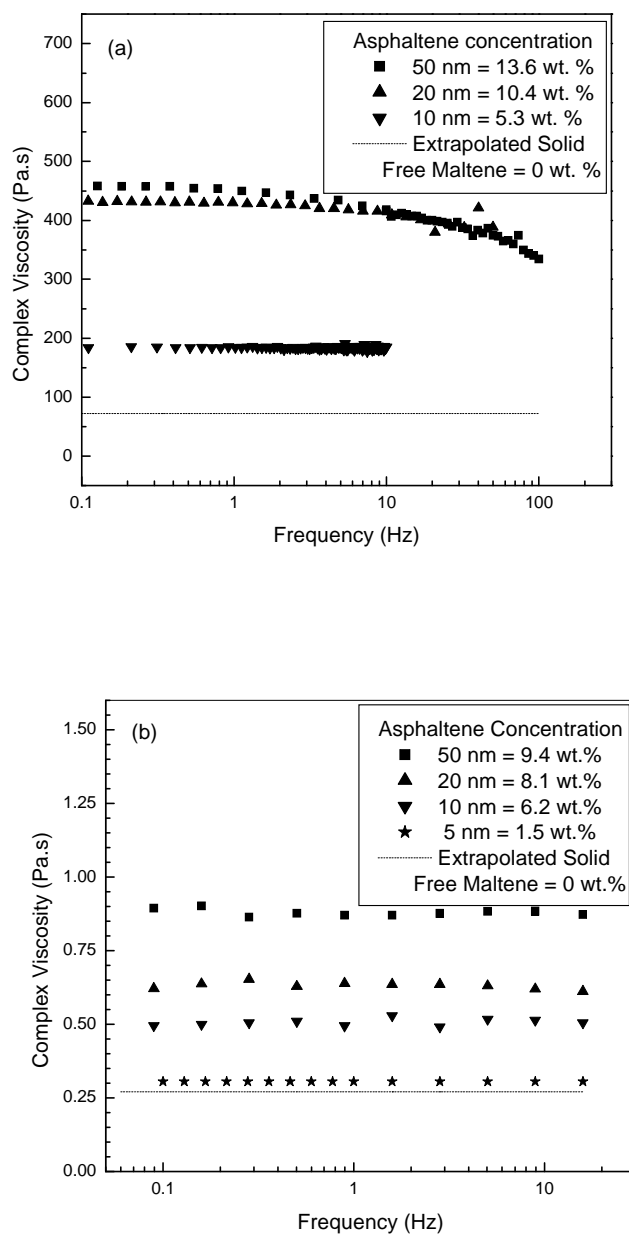 (a)
Asphaltene concentration
50 nm = 13.6 wt. %
20 nm = 10.4 wt. %
10 nm = 5.3 wt. %
Extrapolated Solid
Free Maltene = 0 wt. %
700
600
500
400
300
200
100
0
Complex Viscosity (Pa.s)
0.1 1 10 100
Frequency (Hz)
(b)
Asphaltene Concentration
50 nm = 9.4 wt.%
20 nm = 8.1 wt.%
10 nm = 6.2 wt.%
5 nm = 1.5 wt.%
Extrapolated Solid
Free Maltene = 0 wt.%
1.50
1.25
1.00
0.75
0.50
0.25
0.00
Complex Viscosity (Pa.s)
0.1 1 10
Frequency (Hz)